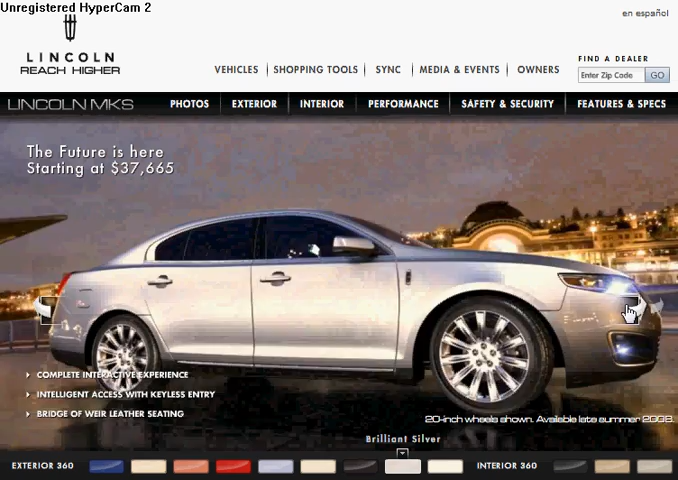 Unregistered HyperCam 2
en español
LINCOLN
REACH HIGHER
VEHICLES
SHOPPING TOOLS
SYNC
MEDIA & EVENTS
OWNERS
FIND A DEALER
Enter Zip Code
GO
LINCOLN MKS
PHOTOS
EXTERIOR
INTERIOR
PERFORMANCE
SAFETY & SECURITY
FEATURES & SPECS
The Future is here
Starting at $37,665
COMPLETE INTERACTIVE EXPERIENCE
INTELLIGENT ACCESS WITH KEYLESS ENTRY
BRIDGE OF WEIR LEATHER SEATING
20-inch wheels shown. Available late summer 2008.
Brilliant Silver
EXTERIOR 360
INTERIOR 360